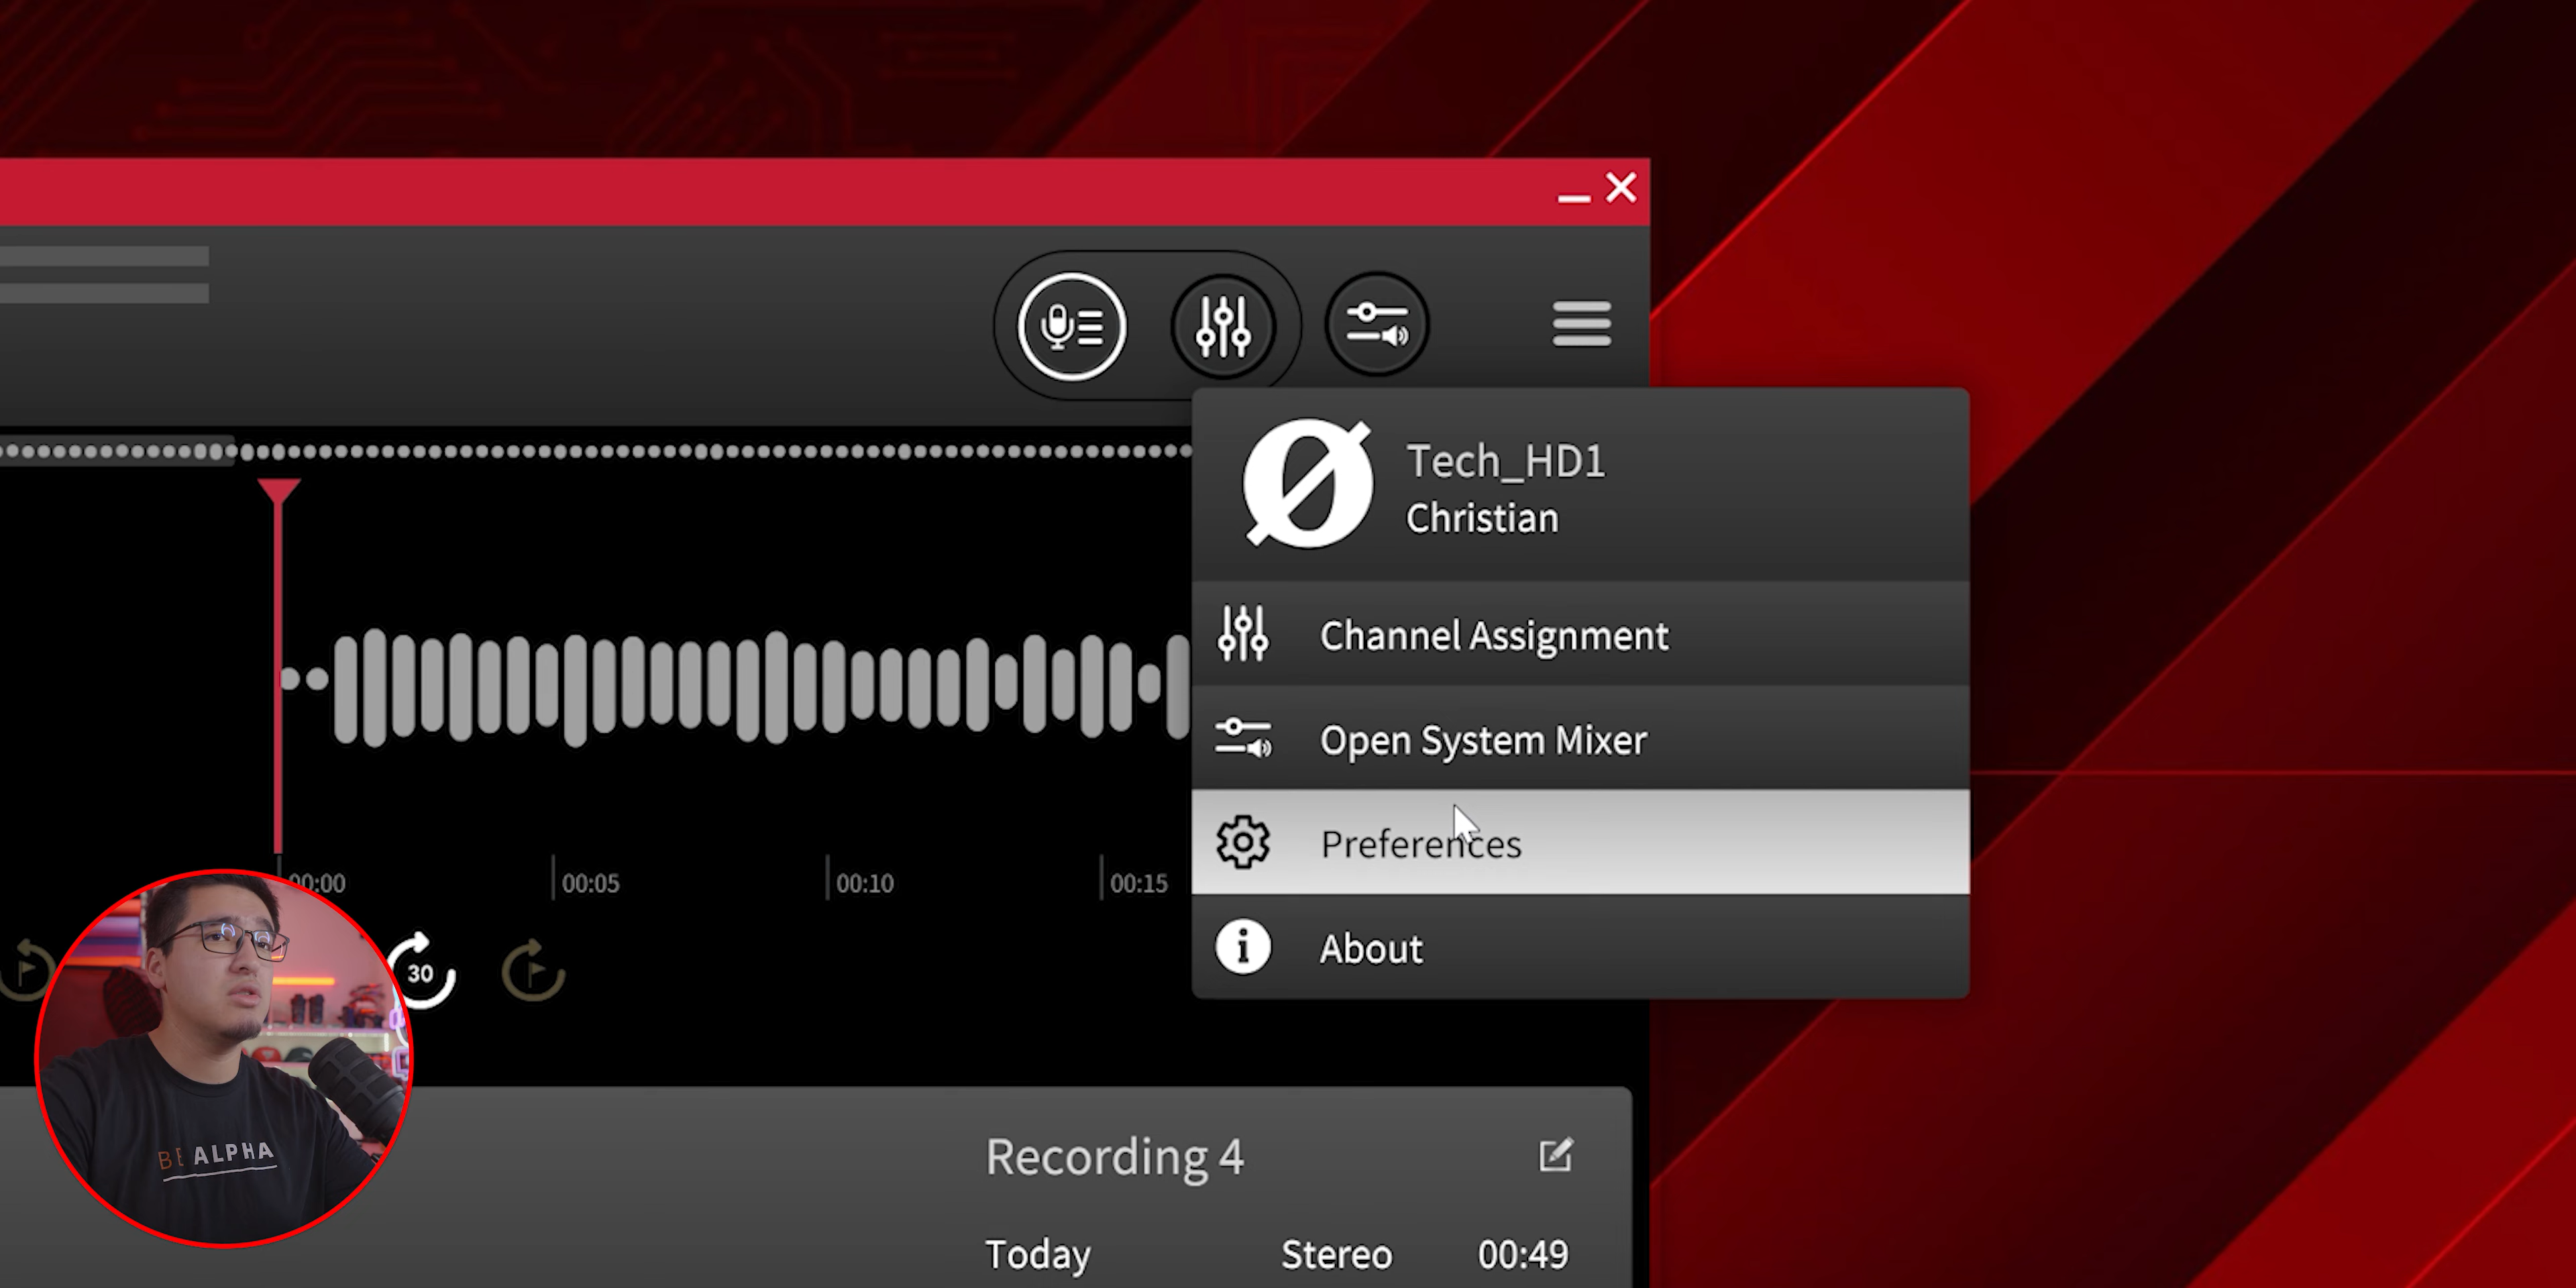 Tech_HD1
Christian
Channel Assignment
Open System Mixer
Preferences
About
00:00
00:05
00:10
00:15
30
BE ALPHA
Recording 4
Today Stereo 00:49